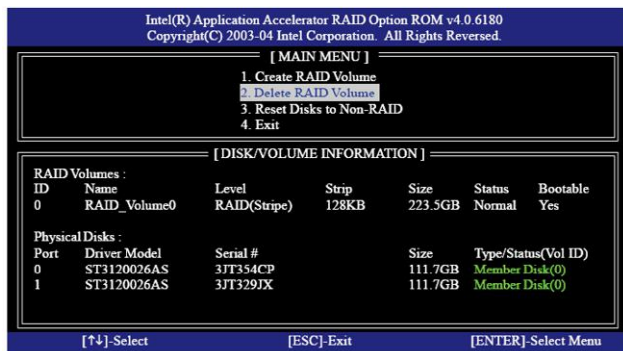 Intel(R) Application Accelerator RAID Option ROM v4.0.6180
Copyright(C) 2003-04 Intel Corporation. All Rights Reversed.
[ MAIN MENU ]
1. Create RAID Volume
2. Delete RAID Volume
3. Reset Disks to Non-RAID
4. Exit
[ DISK/VOLUME INFORMATION ]
RAID Volumes :
ID Name Level Strip Size Status Bootable
0 RAID_Volume0 RAID(Stripe) 128KB 223.5GB Normal Yes
Physical Disks :
Port Driver Model Serial # Size Type/Status(Vol ID)
0 ST3120026AS 3JT354CP 111.7GB Member Disk(0)
1 ST3120026AS 3JT329JX 111.7GB Member Disk(0)
[↑↓]-Select [ESC]-Exit [ENTER]-Select Menu